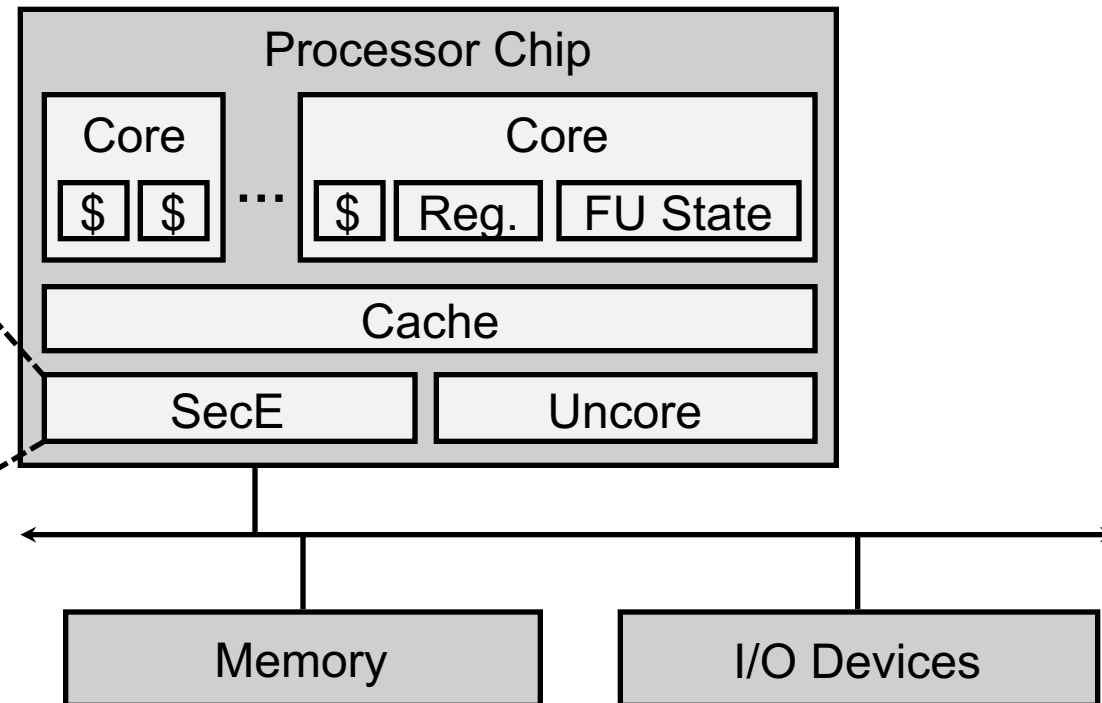 Processor Chip
Core
$ $
...
Core
$ Reg. FU State
Cache
SecE
Uncore
Memory
I/O Devices